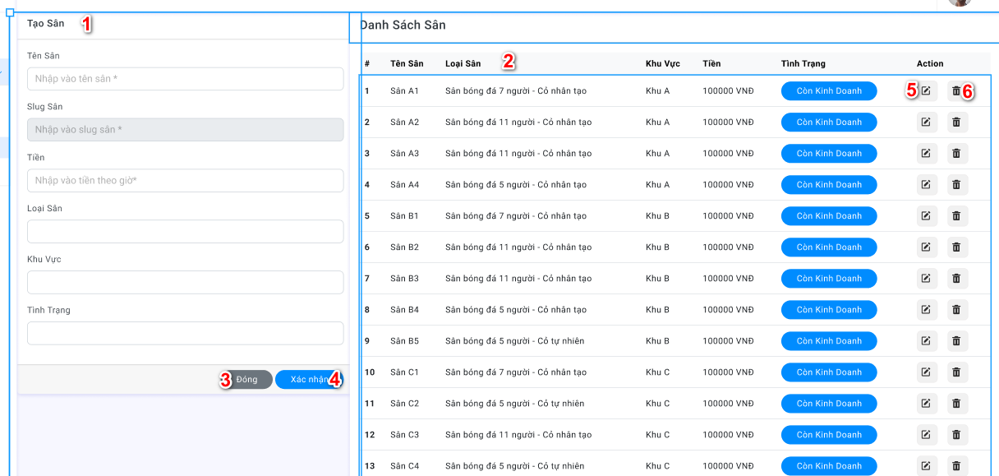 Tạo Sân 1
Tên Sân
Nhập vào tên sân *
Slug Sân
Nhập vào slug sân *
Tiền
Nhập vào tiền theo giờ*
Loại Sân
Khu Vực
Tình Trạng
3 Đóng Xác nhận 4
Danh Sách Sân
# Tên Sân Loại Sân 2 Khu Vực Tiền Tình Trạng Action
1 Sân A1 Sân bóng đá 7 người - Cỏ nhân tạo Khu A 100000 VNĐ Còn Kinh Doanh 5 6
2 Sân A2 Sân bóng đá 11 người - Cỏ nhân tạo Khu A 100000 VNĐ Còn Kinh Doanh
3 Sân A3 Sân bóng đá 11 người - Cỏ nhân tạo Khu A 100000 VNĐ Còn Kinh Doanh
4 Sân A4 Sân bóng đá 5 người - Cỏ nhân tạo Khu A 100000 VNĐ Còn Kinh Doanh
5 Sân B1 Sân bóng đá 7 người - Cỏ nhân tạo Khu B 100000 VNĐ Còn Kinh Doanh
6 Sân B2 Sân bóng đá 11 người - Cỏ nhân tạo Khu B 100000 VNĐ Còn Kinh Doanh
7 Sân B3 Sân bóng đá 11 người - Cỏ nhân tạo Khu B 100000 VNĐ Còn Kinh Doanh
8 Sân B4 Sân bóng đá 5 người - Cỏ nhân tạo Khu B 100000 VNĐ Còn Kinh Doanh
9 Sân B5 Sân bóng đá 5 người - Cỏ tự nhiên Khu B 100000 VNĐ Còn Kinh Doanh
10 Sân C1 Sân bóng đá 7 người - Cỏ nhân tạo Khu C 100000 VNĐ Còn Kinh Doanh
11 Sân C2 Sân bóng đá 5 người - Cỏ tự nhiên Khu C 100000 VNĐ Còn Kinh Doanh
12 Sân C3 Sân bóng đá 11 người - Cỏ nhân tạo Khu C 100000 VNĐ Còn Kinh Doanh
13 Sân C4 Sân bóng đá 5 người - Cỏ tự nhiên Khu C 100000 VNĐ Còn Kinh Doanh